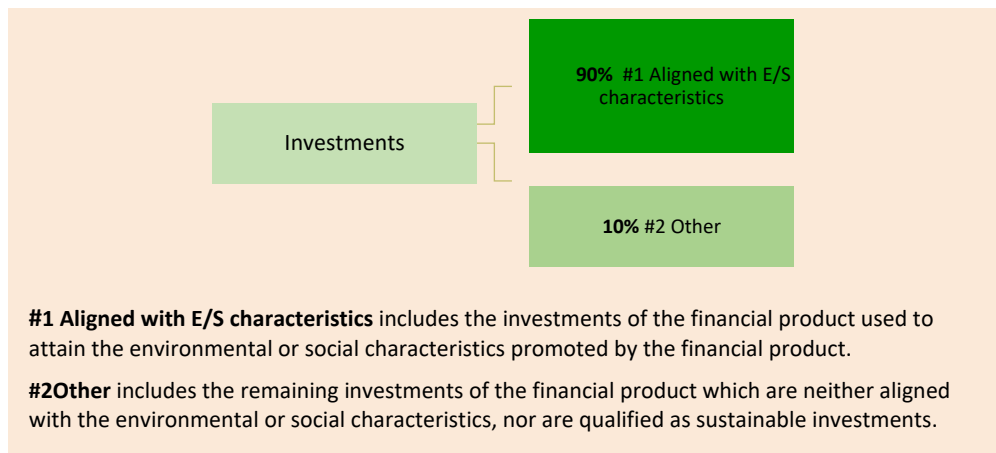 90% #1 Aligned with E/S
characteristics
Investments
10% #2 Other
#1 Aligned with E/S characteristics includes the investments of the financial product used to
attain the environmental or social characteristics promoted by the financial product.
#2Other includes the remaining investments of the financial product which are neither aligned
with the environmental or social characteristics, nor are qualified as sustainable investments.